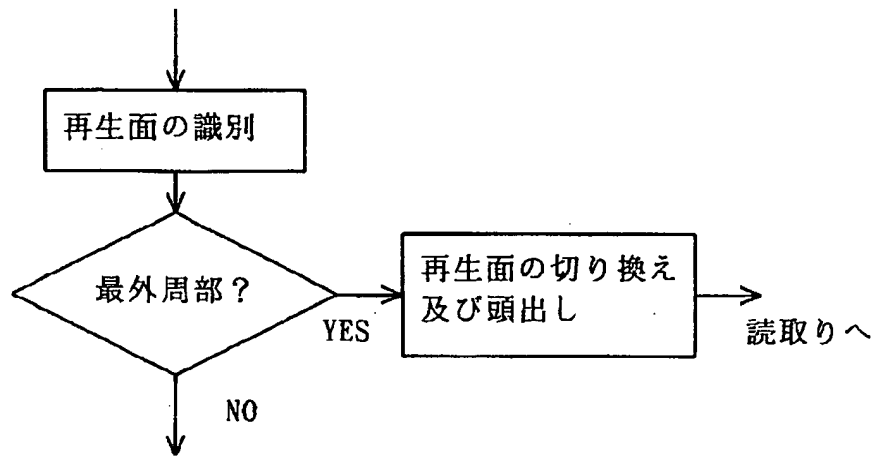 再生面の識別
最外周部？
再生面の切り換え
及び頭出し
YES
読取りへ
NO